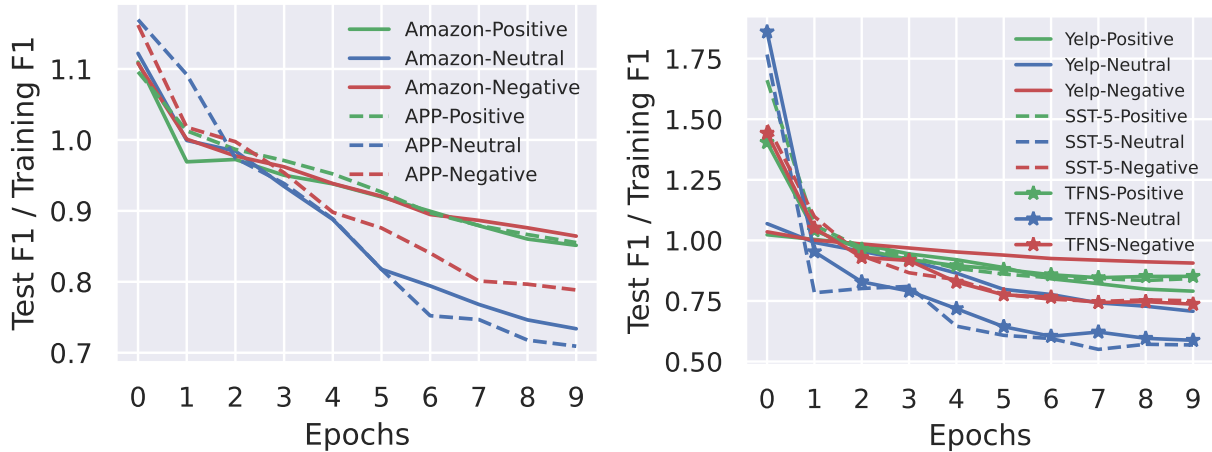 Test F1 / Training F1
1.1
1.0
0.9
0.8
0.7
0 1 2 3 4 5 6 7 8 9
Epochs
Amazon-Positive
Amazon-Neutral
Amazon-Negative
APP-Positive
APP-Neutral
APP-Negative
Test F1 / Training F1
1.75
1.50
1.25
1.00
0.75
0.50
0 1 2 3 4 5 6 7 8 9
Epochs
Yelp-Positive
Yelp-Neutral
Yelp-Negative
SST-5-Positive
SST-5-Neutral
SST-5-Negative
TFNS-Positive
TFNS-Neutral
TFNS-Negative